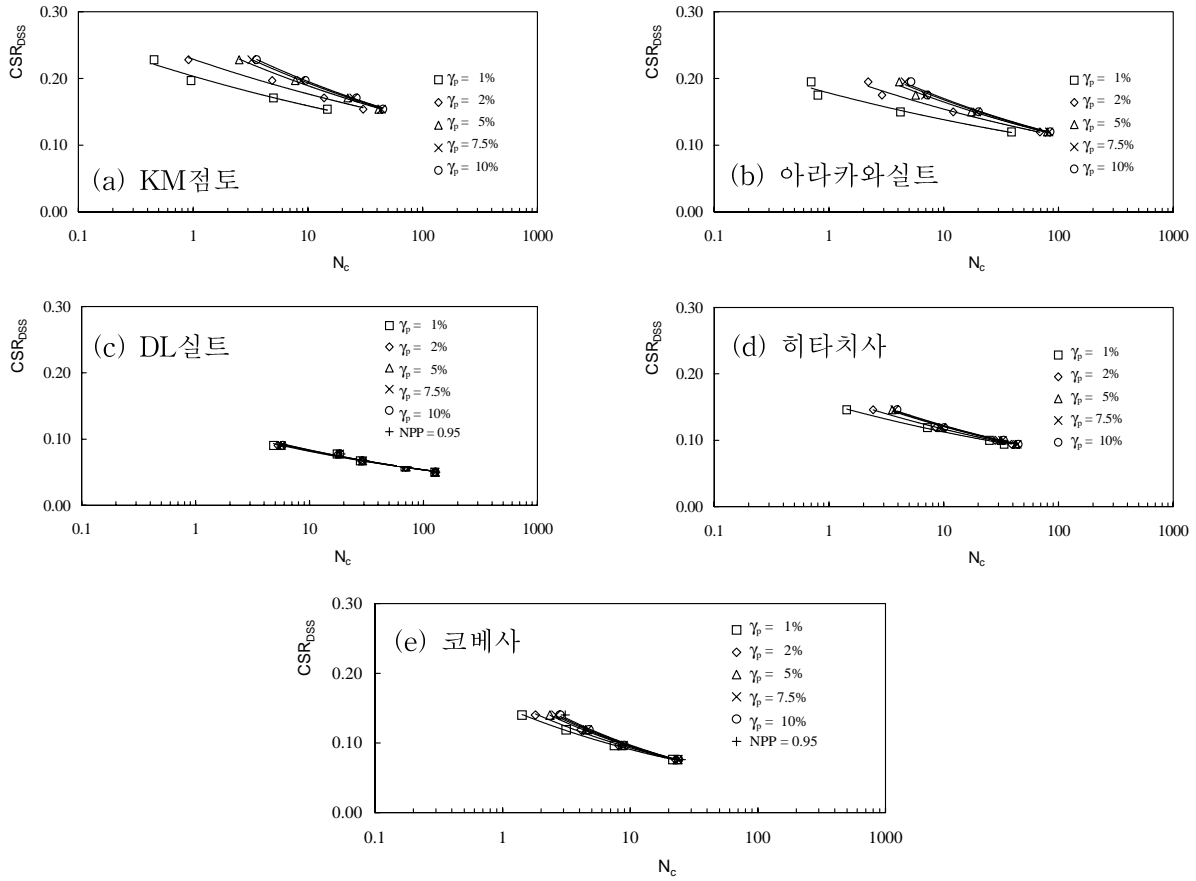 0.30
0.20
0.10
0.00
CSR_DSS
0.1
1
10
100
1000
N_c
(a) KM점토
γ_p = 1%
γ_p = 2%
γ_p = 5%
γ_p = 7.5%
γ_p = 10%
0.30
0.20
0.10
0.00
CSR_DSS
0.1
1
10
100
1000
N_c
(b) 아라카와실트
γ_p = 1%
γ_p = 2%
γ_p = 5%
γ_p = 7.5%
γ_p = 10%
0.30
0.20
0.10
0.00
CSR_DSS
0.1
1
10
100
1000
N_c
(c) DL실트
γ_p = 1%
γ_p = 2%
γ_p = 5%
γ_p = 7.5%
γ_p = 10%
NPP = 0.95
0.30
0.20
0.10
0.00
CSR_DSS
0.1
1
10
100
1000
N_c
(d) 히타치사
γ_p = 1%
γ_p = 2%
γ_p = 5%
γ_p = 7.5%
γ_p = 10%
0.30
0.20
0.10
0.00
CSR_DSS
0.1
1
10
100
1000
N_c
(e) 코베사
γ_p = 1%
γ_p = 2%
γ_p = 5%
γ_p = 7.5%
γ_p = 10%
NPP = 0.95